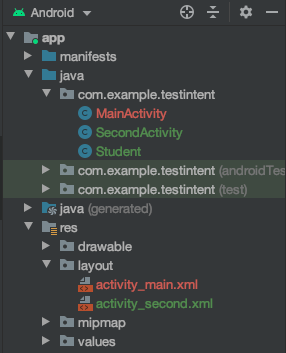 Android
app
manifests
java
com.example.testintent
MainActivity
SecondActivity
Student
com.example.testintent (androidTes
com.example.testintent (test)
java (generated)
res
drawable
layout
activity_main.xml
activity_second.xml
mipmap
values